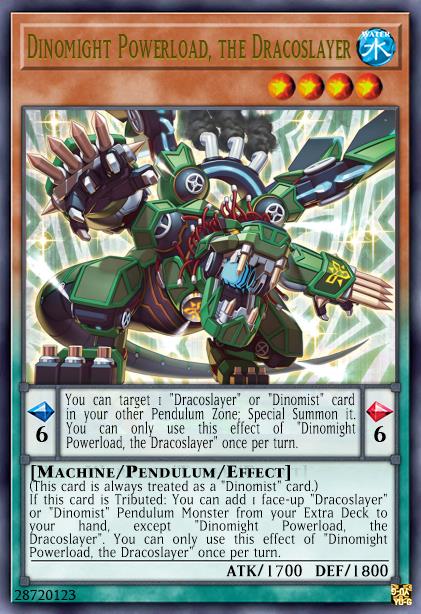 Dinomight Powerload, the Dracoslayer
WATER
水
You can target 1 "Dracoslayer" or "Dinomist" card
in your other Pendulum Zone; Special Summon it.
You can only use this effect of "Dinomight
Powerload, the Dracoslayer" once per turn.
6
6
[Machine/Pendulum/Effect]
(This card is always treated as a "Dinomist" card.)
If this card is Tributed: You can add 1 face-up "Dracoslayer"
or "Dinomist" Pendulum Monster from your Extra Deck to
your hand, except "Dinomight Powerload, the
Dracoslayer". You can only use this effect of "Dinomight
Powerload, the Dracoslayer" once per turn.
ATK/1700 DEF/1800
28720123